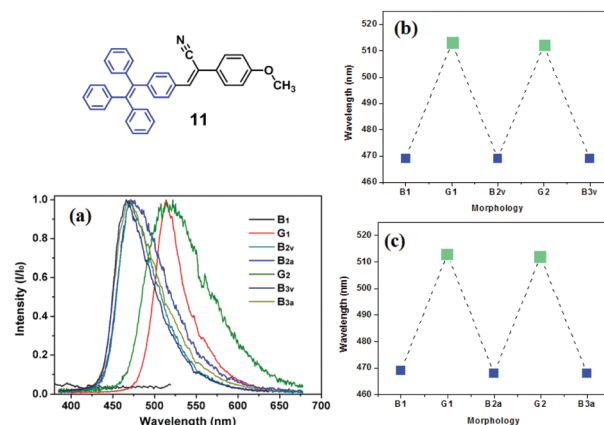 N
O
CH₃
11
(a)
B1
G1
B2v
B2a
G2
B3v
B3a
Intensity (I/I₀)
1.0
0.8
0.6
0.4
0.2
0.0
400 450 500 550 600 650 700
Wavelength (nm)
(b)
Wavelength (nm)
520
510
500
490
480
470
460
B1 G1 B2v G2 B3v
Morphology
(c)
Wavelength (nm)
520
510
500
490
480
470
460
B1 G1 B2a G2 B3a
Morphology